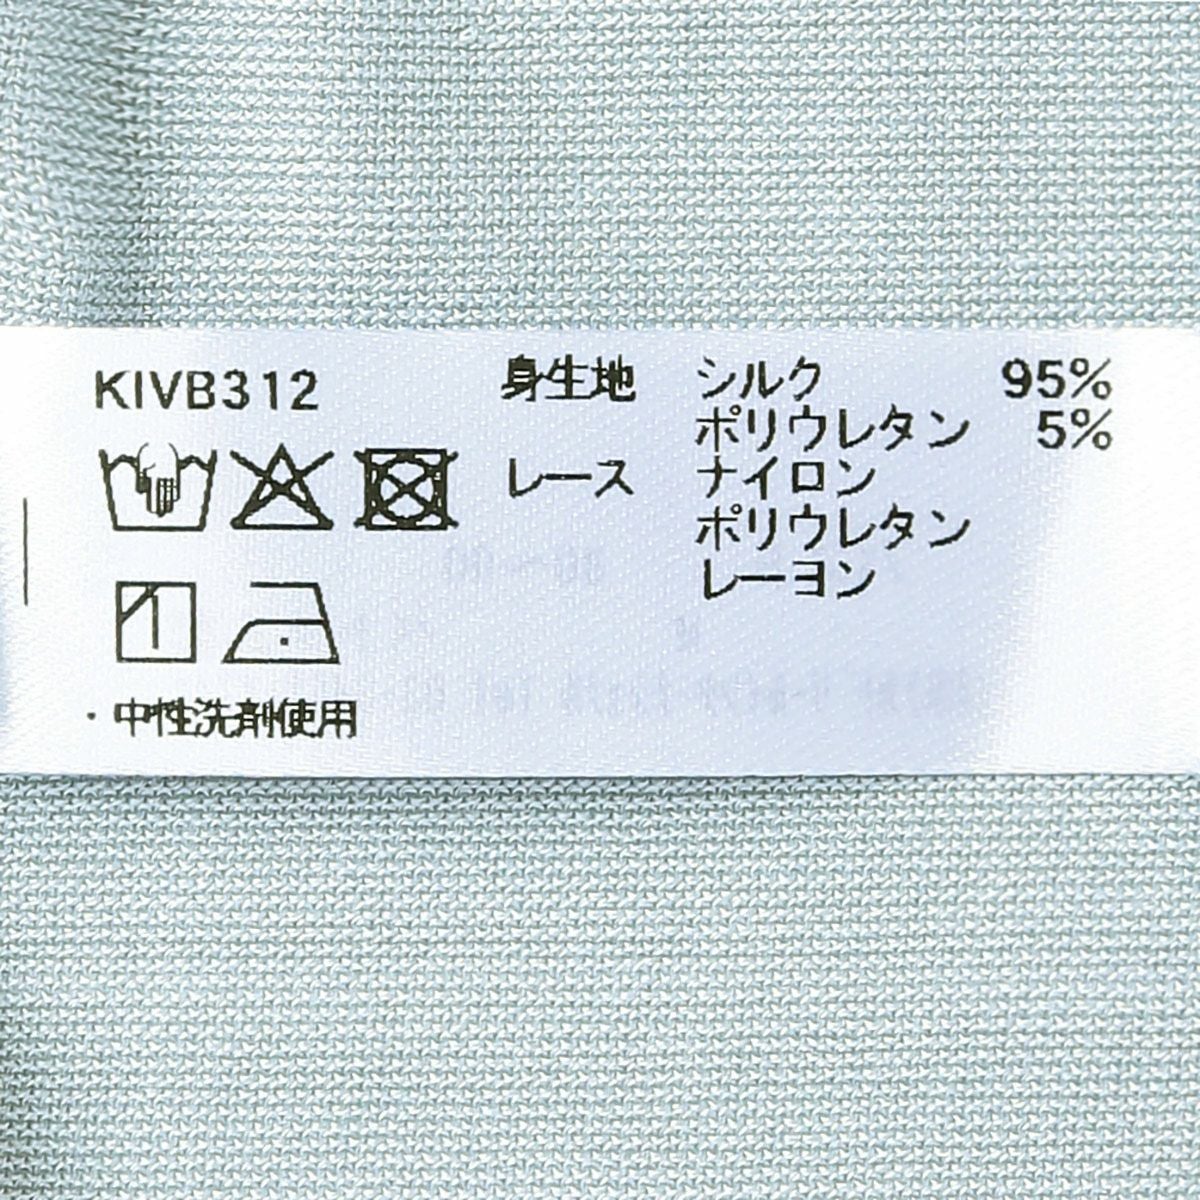 KIVB312
身生地 シルク 95%
ポリウレタン 5%
レース ナイロン
ポリウレタン
レーヨン
・中性洗剤使用